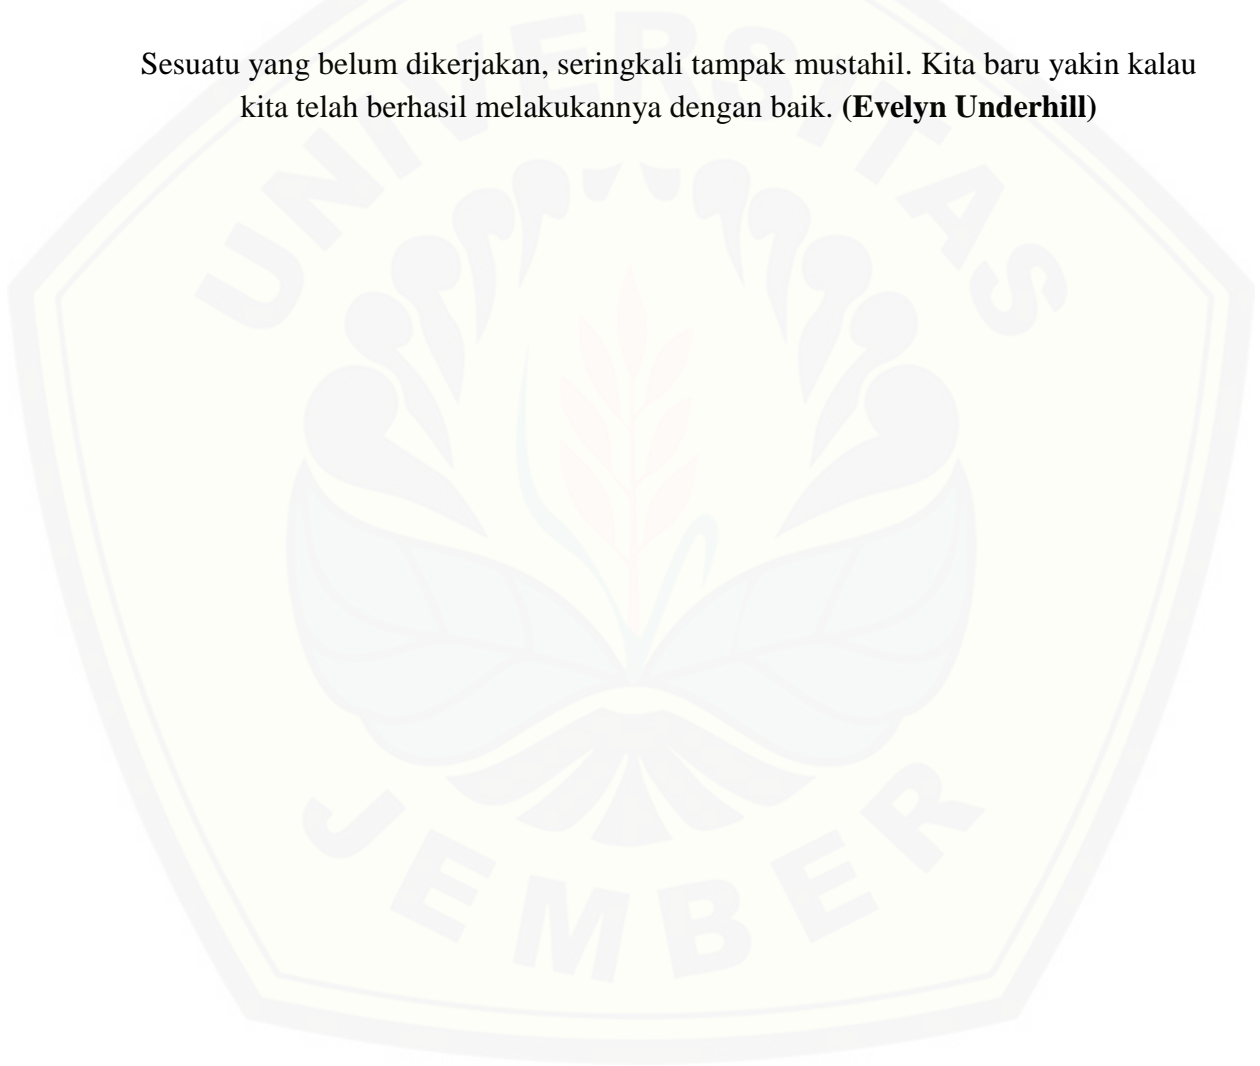 Sesuatu yang belum dikerjakan, seringkali tampak mustahil. Kita baru yakin kalau
kita telah berhasil melakukannya dengan baik. (Evelyn Underhill)
UNIVERSITAS
JEMBER